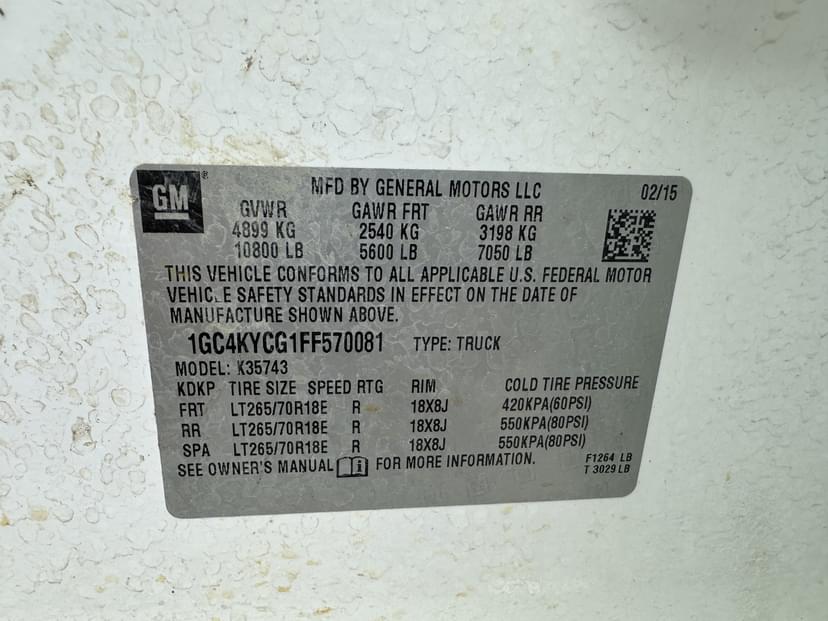 GM ®
MFD BY GENERAL MOTORS LLC 02/15
GVWR GAWR FRT GAWR RR
4899 KG 2540 KG 3198 KG
10800 LB 5600 LB 7050 LB
THIS VEHICLE CONFORMS TO ALL APPLICABLE U.S. FEDERAL MOTOR
VEHICLE SAFETY STANDARDS IN EFFECT ON THE DATE OF
MANUFACTURE SHOWN ABOVE.
1GC4KYCG1FF570081 TYPE: TRUCK
MODEL: K35743
KDKP TIRE SIZE SPEED RTG RIM COLD TIRE PRESSURE
FRT LT265/70R18E R 18X8J 420KPA(60PSI)
RR LT265/70R18E R 18X8J 550KPA(80PSI)
SPA LT265/70R18E R 18X8J 550KPA(80PSI)
SEE OWNER'S MANUAL i FOR MORE INFORMATION.
F1264 LB
T 3029 LB